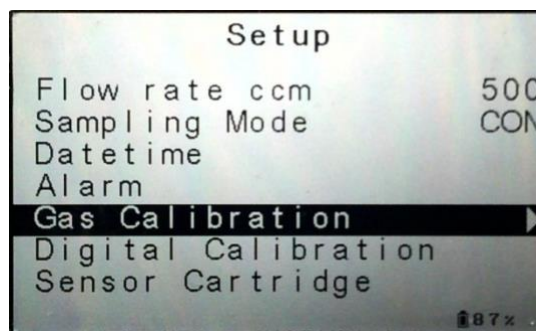 Setup
Flow rate ccm 500
Sampling Mode CON
Datetime
Alarm
Gas Calibration
Digital Calibration
Sensor Cartridge
87%